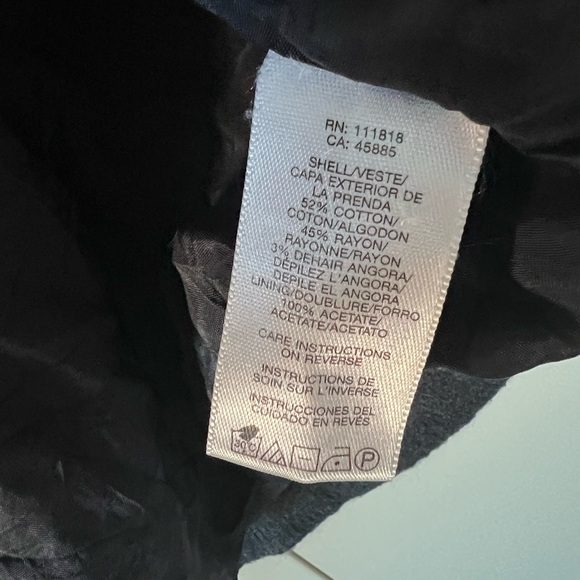 RN: 111818
CA: 45885
SHELL/VESTE/
CAPA EXTERIOR DE
LA PRENDA
52% COTTON/
COTON/ALGODON
45% RAYON/
RAYONNE/RAYON
3% DEHAIR ANGORA/
DÉPILEZ L'ANGORA/
DEPILE EL ANGORA
LINING/DOUBLURE/FORRO
100% ACETATE/
ACETATE/ACETATO
CARE INSTRUCTIONS
ON REVERSE
INSTRUCTIONS DE
SOIN SUR L'INVERSE
INSTRUCCIONES DEL
CUIDADO EN REVÉS
30°C P